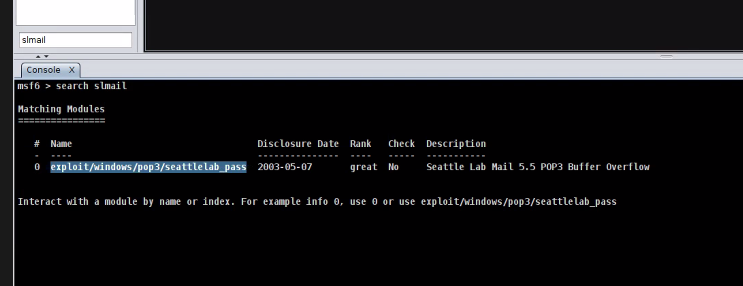 slmail
Console X
msf6 > search slmail
Matching Modules
================
# Name Disclosure Date Rank Check Description
- ---- --------------- ---- ----- -----------
0 exploit/windows/pop3/seattlelab_pass 2003-05-07 great No Seattle Lab Mail 5.5 POP3 Buffer Overflow
Interact with a module by name or index. For example info 0, use 0 or use exploit/windows/pop3/seattlelab_pass